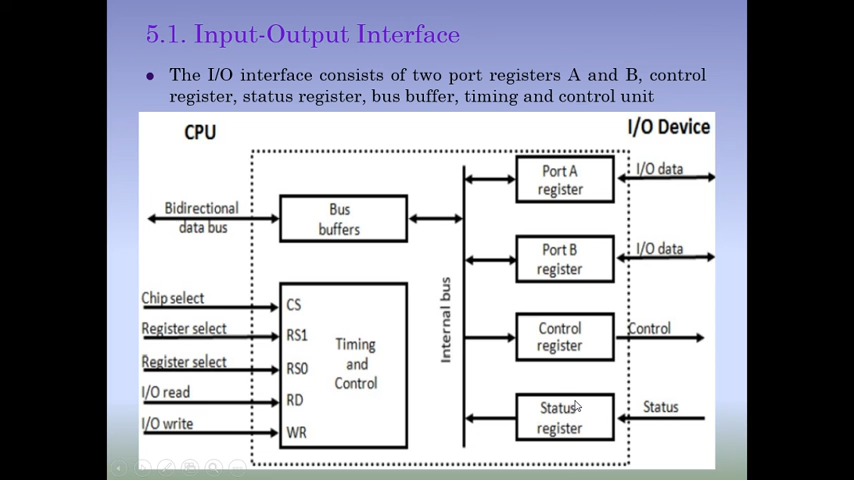 5.1. Input-Output Interface
• The I/O interface consists of two port registers A and B, control
register, status register, bus buffer, timing and control unit
CPU
I/O Device
Port A
register
I/O data
Bidirectional
data bus
Bus
buffers
Port B
register
I/O data
Internal bus
Chip select
CS
Register select
RS1
Timing
and
Control
Register select
RS0
I/O read
RD
I/O write
WR
Control
register
Control
Status
register
Status